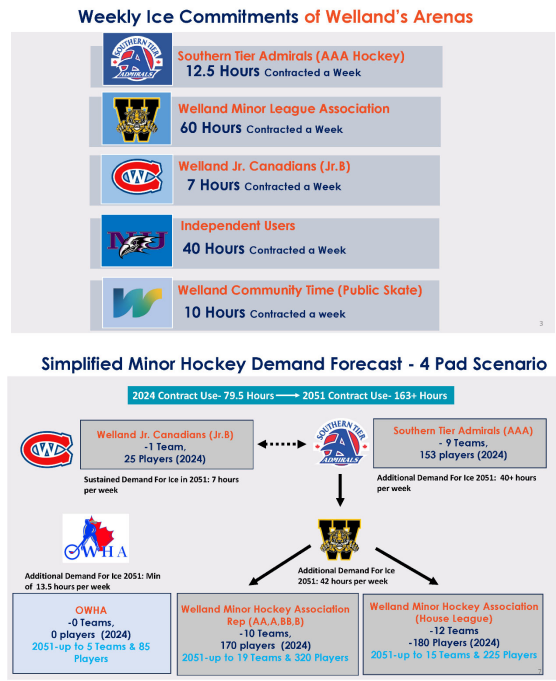 Weekly Ice Commitments of Welland's Arenas
SOUTHERN TIER
ADMIRALS
Southern Tier Admirals (AAA Hockey)
12.5 Hours Contracted a Week
W
Welland Minor League Association
60 Hours Contracted a Week
W
Welland Jr. Canadians (Jr.B)
7 Hours Contracted a Week
Independent Users
40 Hours Contracted a Week
Welland Community Time (Public Skate)
10 Hours Contracted a week
3
Simplified Minor Hockey Demand Forecast - 4 Pad Scenario
2024 Contract Use- 79.5 Hours 2051 Contract Use- 163+ Hours
W
Welland Jr. Canadians (Jr.B)
-1 Team,
25 Players (2024)
SOUTHERN TIER
A
ADMIRALS
Southern Tier Admirals (AAA)
- 9 Teams,
153 players (2024)
Sustained Demand For Ice in 2051: 7 hours
per week
Additional Demand For Ice 2051: 40+ hours
per week
OWHA
W
Additional Demand For Ice 2051: Min
of 13.5 hours per week
Additional Demand For Ice
2051: 42 hours per week
OWHA
-0 Teams,
0 players (2024)
2051-up to 5 Teams & 85
Players
Welland Minor Hockey Association
Rep (AA,A,BB,B)
-10 Teams,
170 players (2024)
2051-up to 19 Teams & 320 Players
Welland Minor Hockey Association
(House League)
-12 Teams
-180 Players (2024)
2051-up to 15 Teams & 225 Players